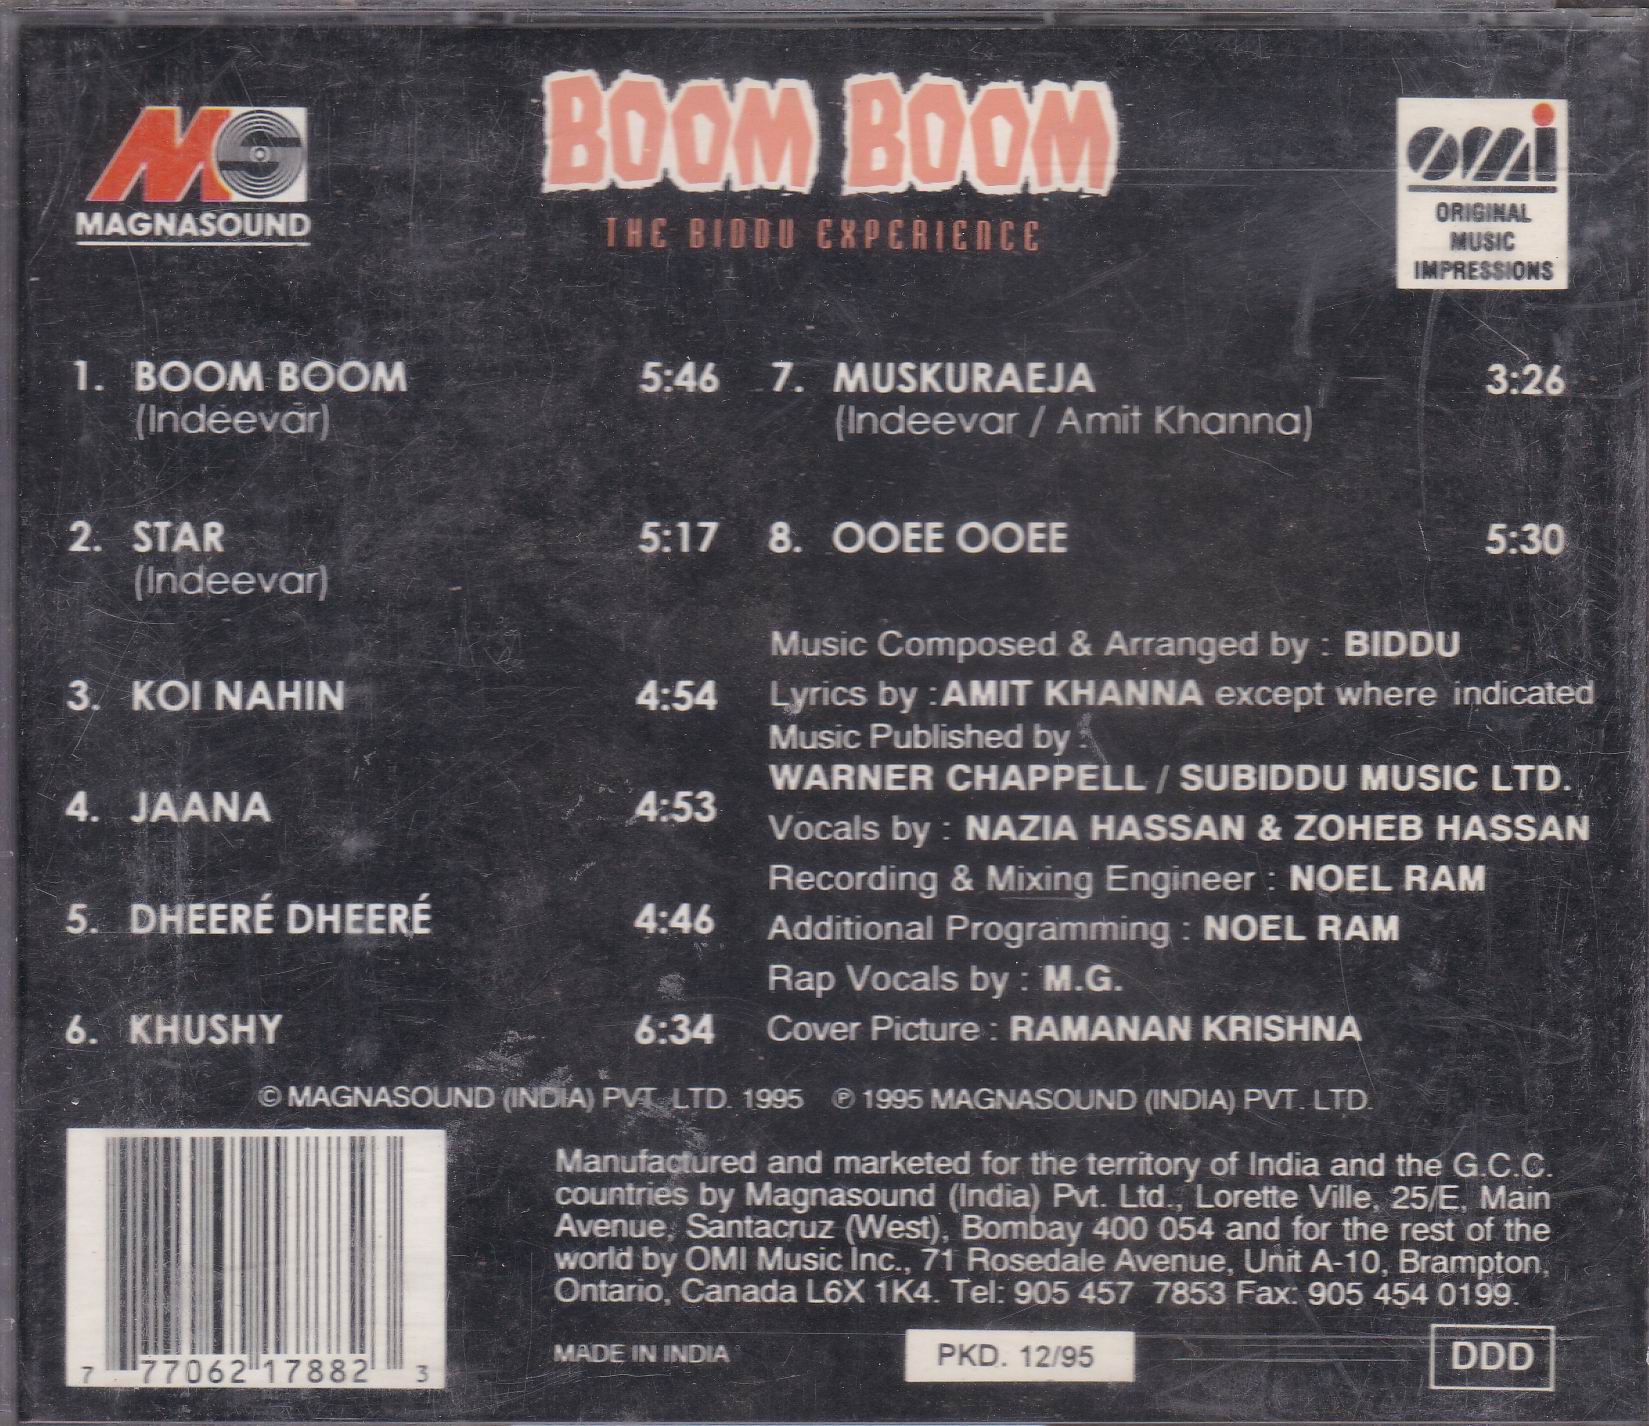 MS
MAGNASOUND
BOOM BOOM
THE BIDDU EXPERIENCE
omi
ORIGINAL
MUSIC
IMPRESSIONS
1. BOOM BOOM 5:46
(Indeevar)
2. STAR 5:17
(Indeevar)
3. KOI NAHIN 4:54
4. JAANA 4:53
5. DHEERÉ DHEERÉ 4:46
6. KHUSHY 6:34
7. MUSKURAEJA 3:26
(Indeevar / Amit Khanna)
8. OOEE OOEE 5:30
Music Composed & Arranged by : BIDDU
Lyrics by :AMIT KHANNA except where indicated
Music Published by :
WARNER CHAPPELL / SUBIDDU MUSIC LTD.
Vocals by : NAZIA HASSAN & ZOHEB HASSAN
Recording & Mixing Engineer : NOEL RAM
Additional Programming : NOEL RAM
Rap Vocals by : M.G.
Cover Picture : RAMANAN KRISHNA
© MAGNASOUND (INDIA) PVT. LTD. 1995 ℗ 1995 MAGNASOUND (INDIA) PVT. LTD.
Manufactured and marketed for the territory of India and the G.C.C.
countries by Magnasound (India) Pvt. Ltd., Lorette Ville, 25/E, Main
Avenue, Santacruz (West), Bombay 400 054 and for the rest of the
world by OMI Music Inc., 71 Rosedale Avenue, Unit A-10, Brampton,
Ontario, Canada L6X 1K4. Tel: 905 457 7853 Fax: 905 454 0199.
7 77062 17882 3
MADE IN INDIA
PKD. 12/95
DDD